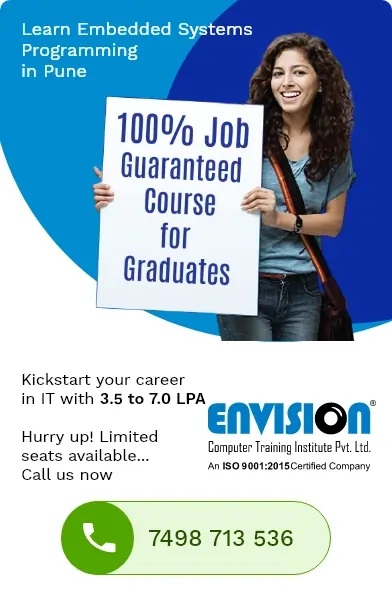 Learn Embedded Systems
Programming
in Pune
100% Job
Guaranteed
Course
for
Graduates
Kickstart your career
in IT with 3.5 to 7.0 LPA
Hurry up! Limited
seats available...
Call us now
ENVISION®
Computer Training Institute Pvt. Ltd.
An ISO 9001:2015 Certified Company
7498 713 536